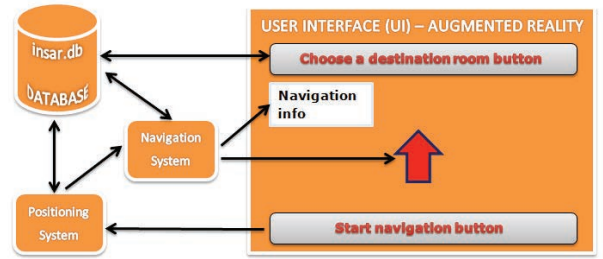 insar.db
DATABASE
USER INTERFACE (UI) – AUGMENTED REALITY
Choose a destination room button
Navigation
info
Navigation
System
Positioning
System
Start navigation button